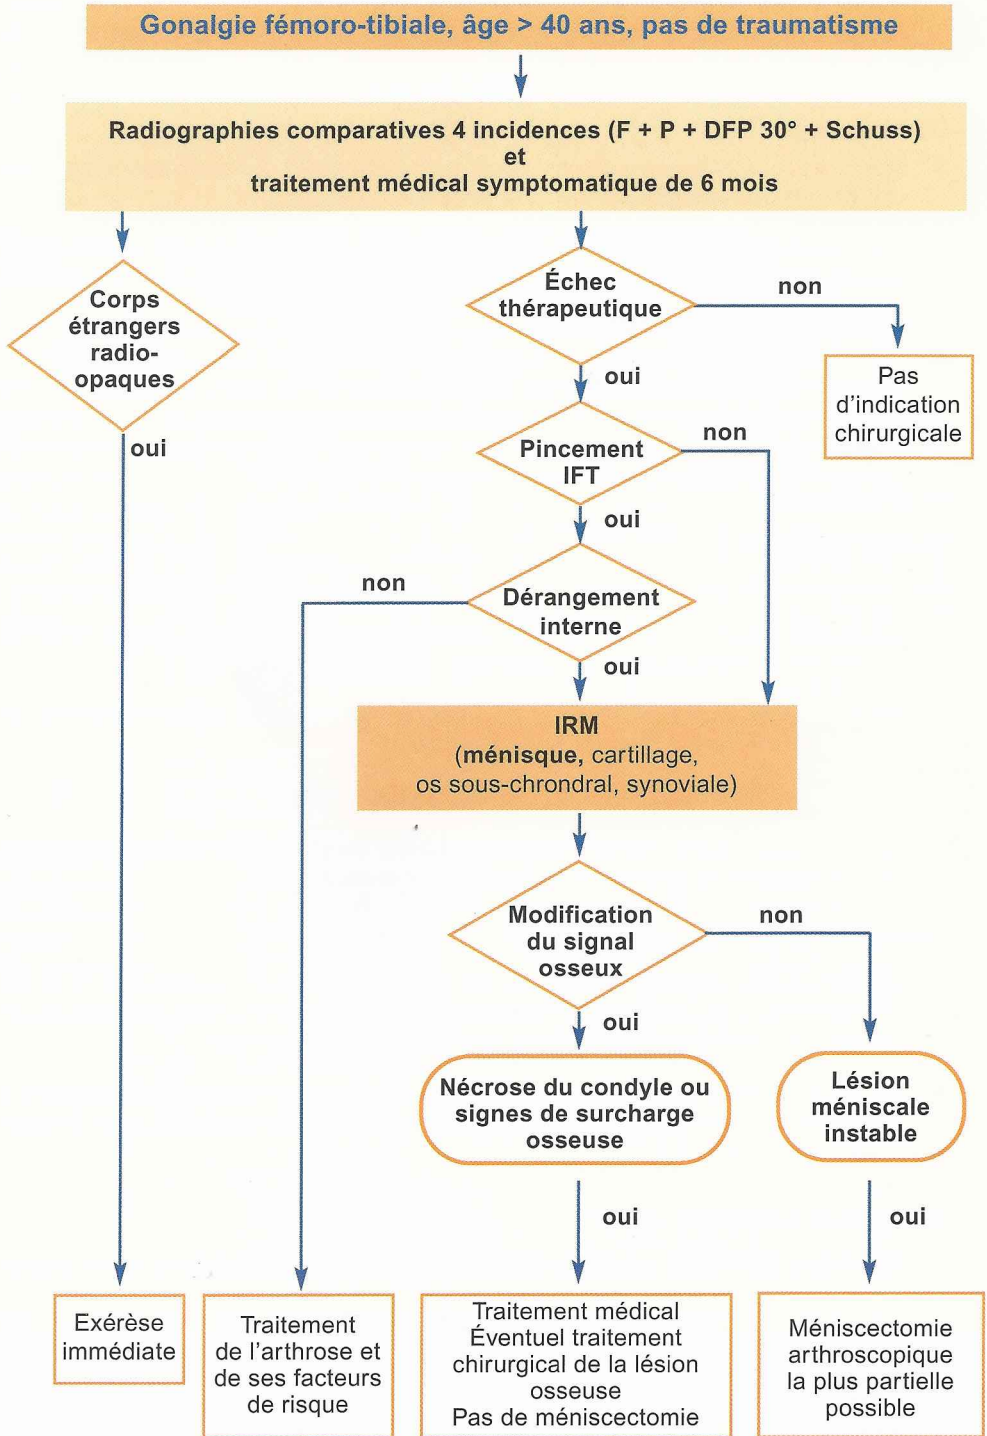 Gonalgie fémoro-tibiale, âge > 40 ans, pas de traumatisme
Radiographies comparatives 4 incidences (F + P + DFP 30° + Schuss)
et
traitement médical symptomatique de 6 mois
Corps
étrangers
radio-
opaques
oui
Échec
thérapeutique
non
Pas
d'indication
chirurgicale
oui
Pincement
IFT
non
oui
Dérangement
interne
non
oui
IRM
(ménisque, cartillage,
os sous-chrondral, synoviale)
Modification
du signal
osseux
non
oui
Nécrose du condyle ou
signes de surcharge
osseuse
Lésion
méniscale
instable
oui
oui
Exérèse
immédiate
Traitement
de l'arthrose et
de ses facteurs
de risque
Traitement médical
Éventuel traitement
chirurgical de la lésion
osseuse
Pas de méniscectomie
Méniscectomie
arthroscopique
la plus partielle
possible